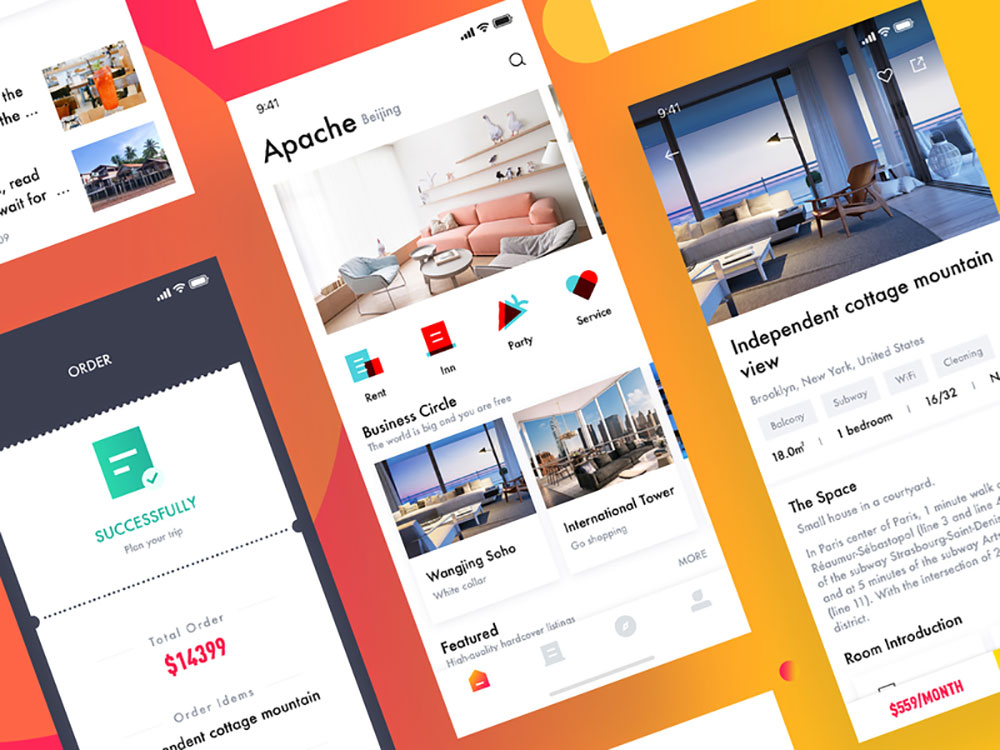 the
the ...
, read
wait for ...
09
ORDER
SUCCESSFULLY
Plan your trip
Total Order
$14399
Order Idems
endent cottage mountain
9:41
Apache Beijing
Rent
Inn
Party
Service
Business Circle
The world is big and you are free
Wangjing Soho
White collar
International Tower
Go shopping
MORE
Featured
High-quality hardcover listings
9:41
Independent cottage mountain
view
Brooklyn, New York, United States
Balcony Subway WiFi Cleaning
18.0㎡ | 1 bedroom | 16/32 | N
The Space
Small house in a courtyard.
In Paris center of Paris, 1 minute walk
Réaumur-Sébastopol (line 3 and line 4
of the subway Strasbourg-Saint-Denis
and at 5 minutes of the subway Arts
(line 11). With the intersection of 2
district.
Room Introduction
$559/MONTH